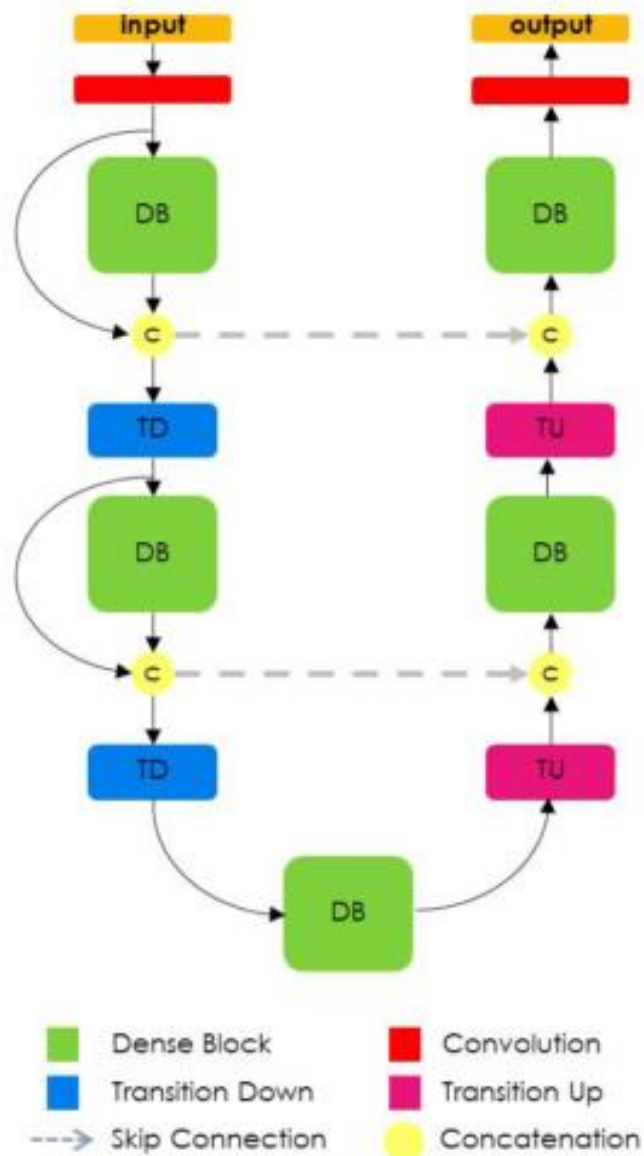 input output
DB DB
C C
TD TU
DB DB
C C
TD TU
DB
Dense Block Convolution
Transition Down Transition Up
Skip Connection Concatenation